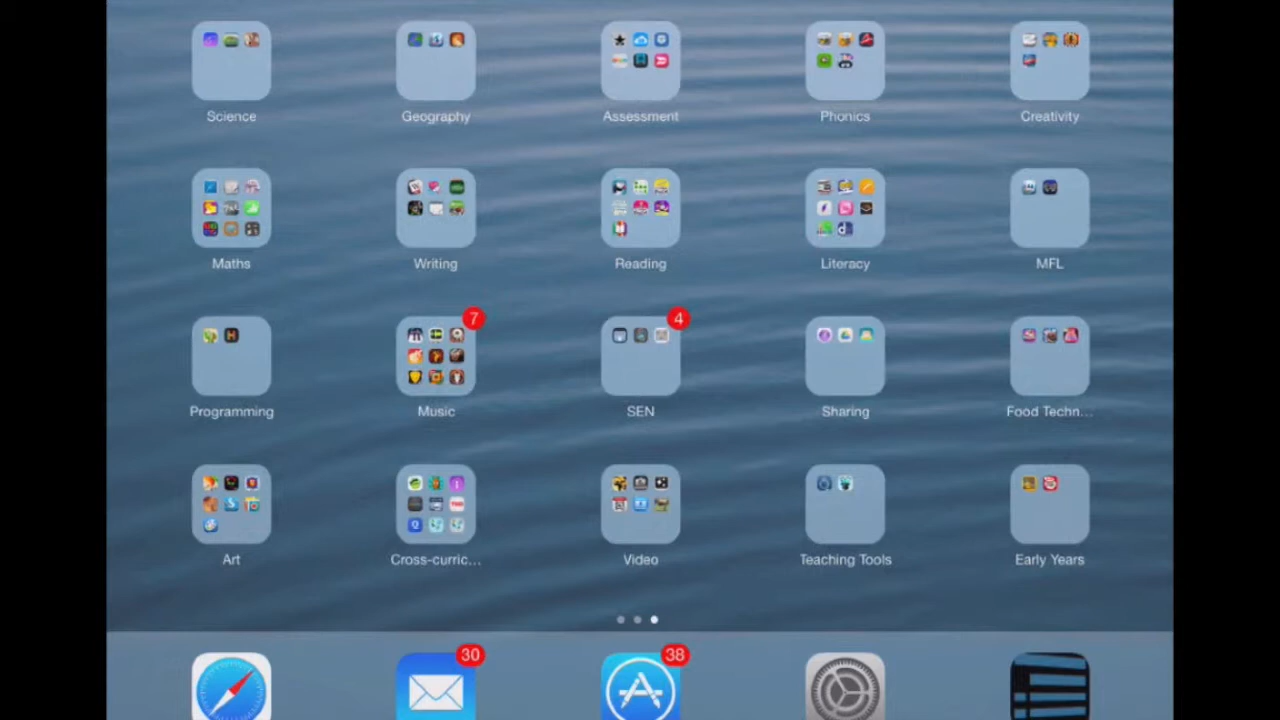 Science Geography Assessment Phonics Creativity
Maths Writing Reading Literacy MFL
7 4
Programming Music SEN Sharing Food Techn...
Art Cross-curric... Video Teaching Tools Early Years
30 38